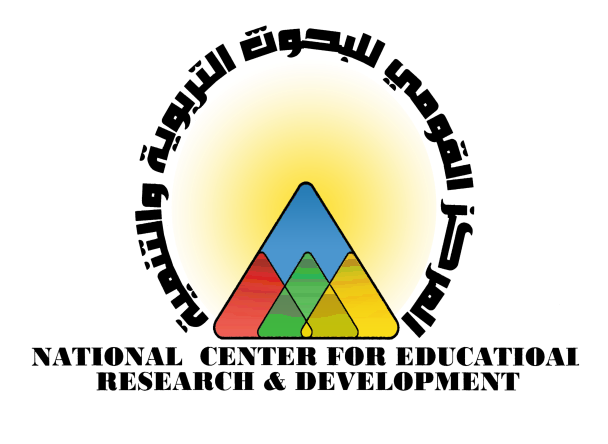 المركز القومي للبحوث التربوية والتنمية
NATIONAL CENTER FOR EDUCATIOAL
RESEARCH & DEVELOPMENT